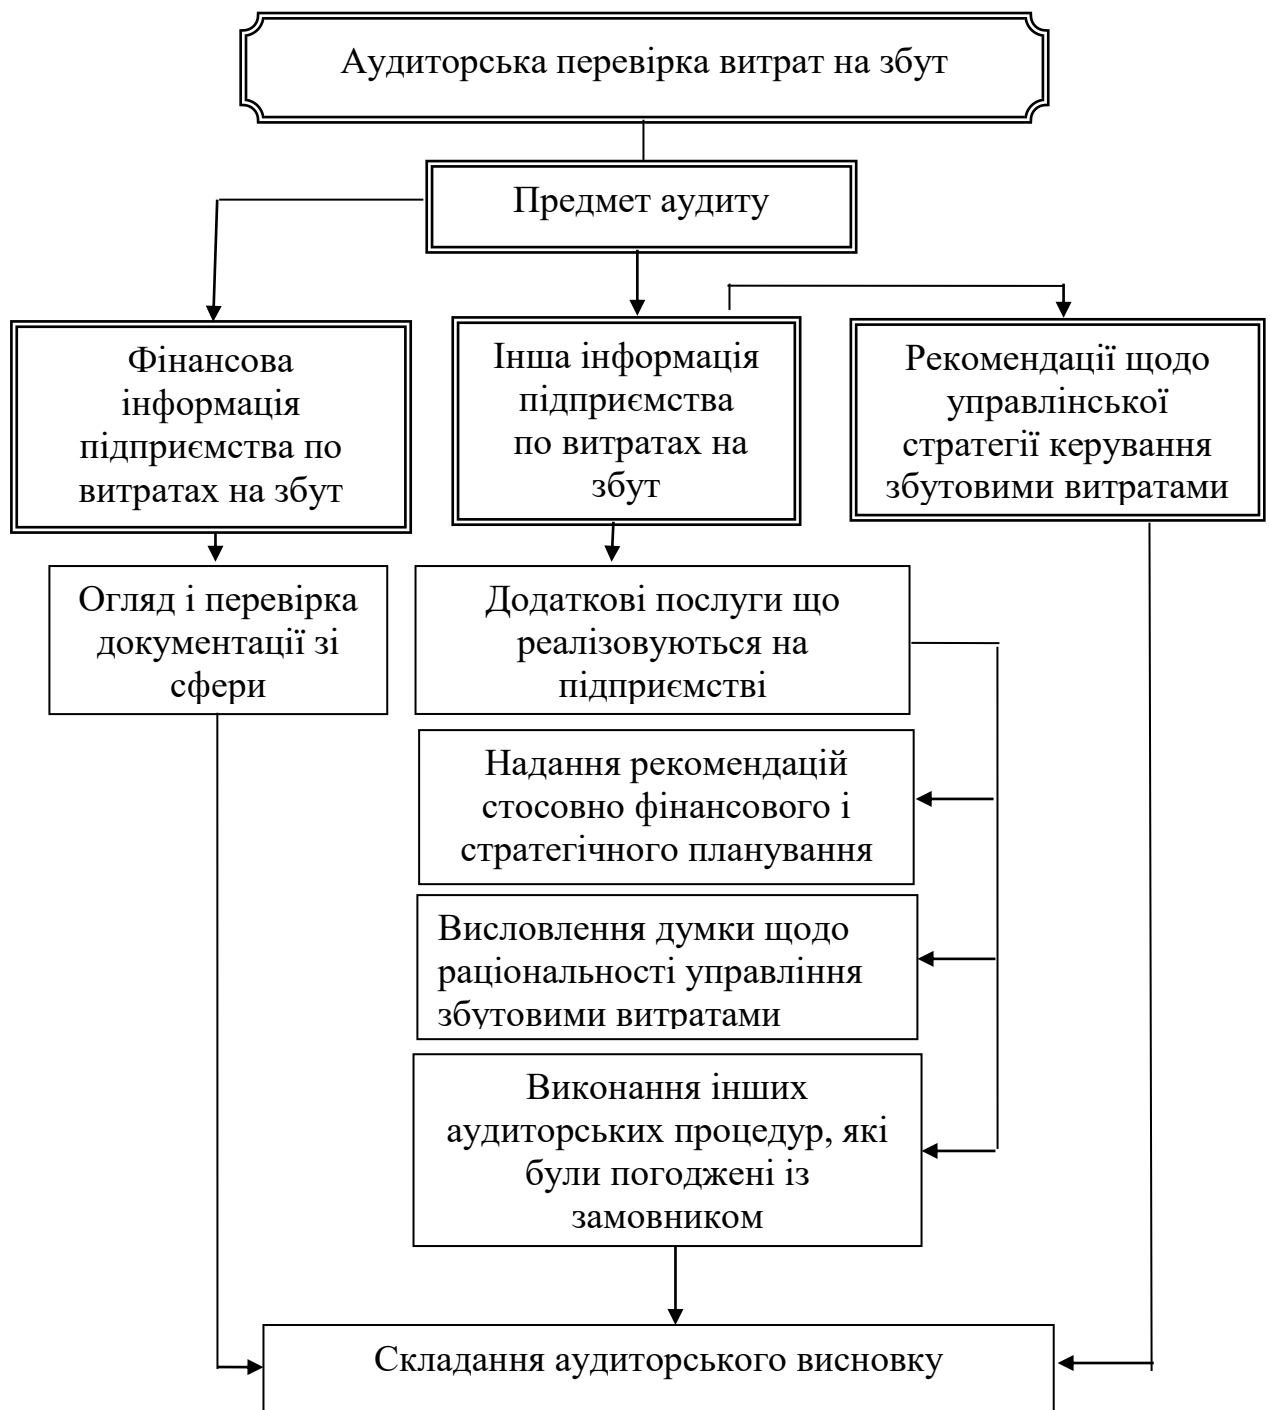 Аудиторська перевірка витрат на збут
Предмет аудиту
Фінансова
інформація
підприємства по
витратах на збут
Інша інформація
підприємства
по витратах на
збут
Рекомендації щодо
управлінської
стратегії керування
збутовими витратами
Огляд і перевірка
документації зі
сфери
Додаткові послуги що
реалізовуються на
підприємстві
Надання рекомендацій
стосовно фінансового і
стратегічного планування
Висловлення думки щодо
раціональності управління
збутовими витратами
Виконання інших
аудиторських процедур, які
були погоджені із
замовником
Складання аудиторського висновку